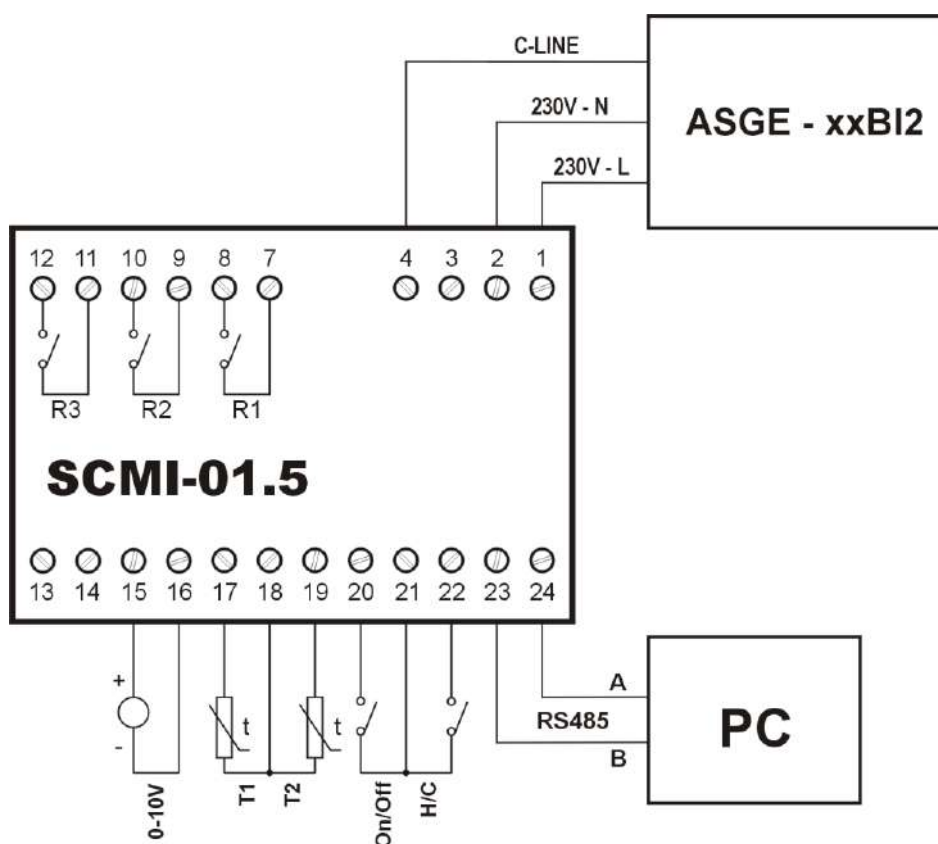 C-LINE
230V - N
230V - L
ASGE - xxBI2
12 11 10 9 8 7 4 3 2 1
R3 R2 R1
SCMI-01.5
13 14 15 16 17 18 19 20 21 22 23 24
+
-
0-10V
t
T1
T2
t
On/Off
H/C
A
RS485
B
PC